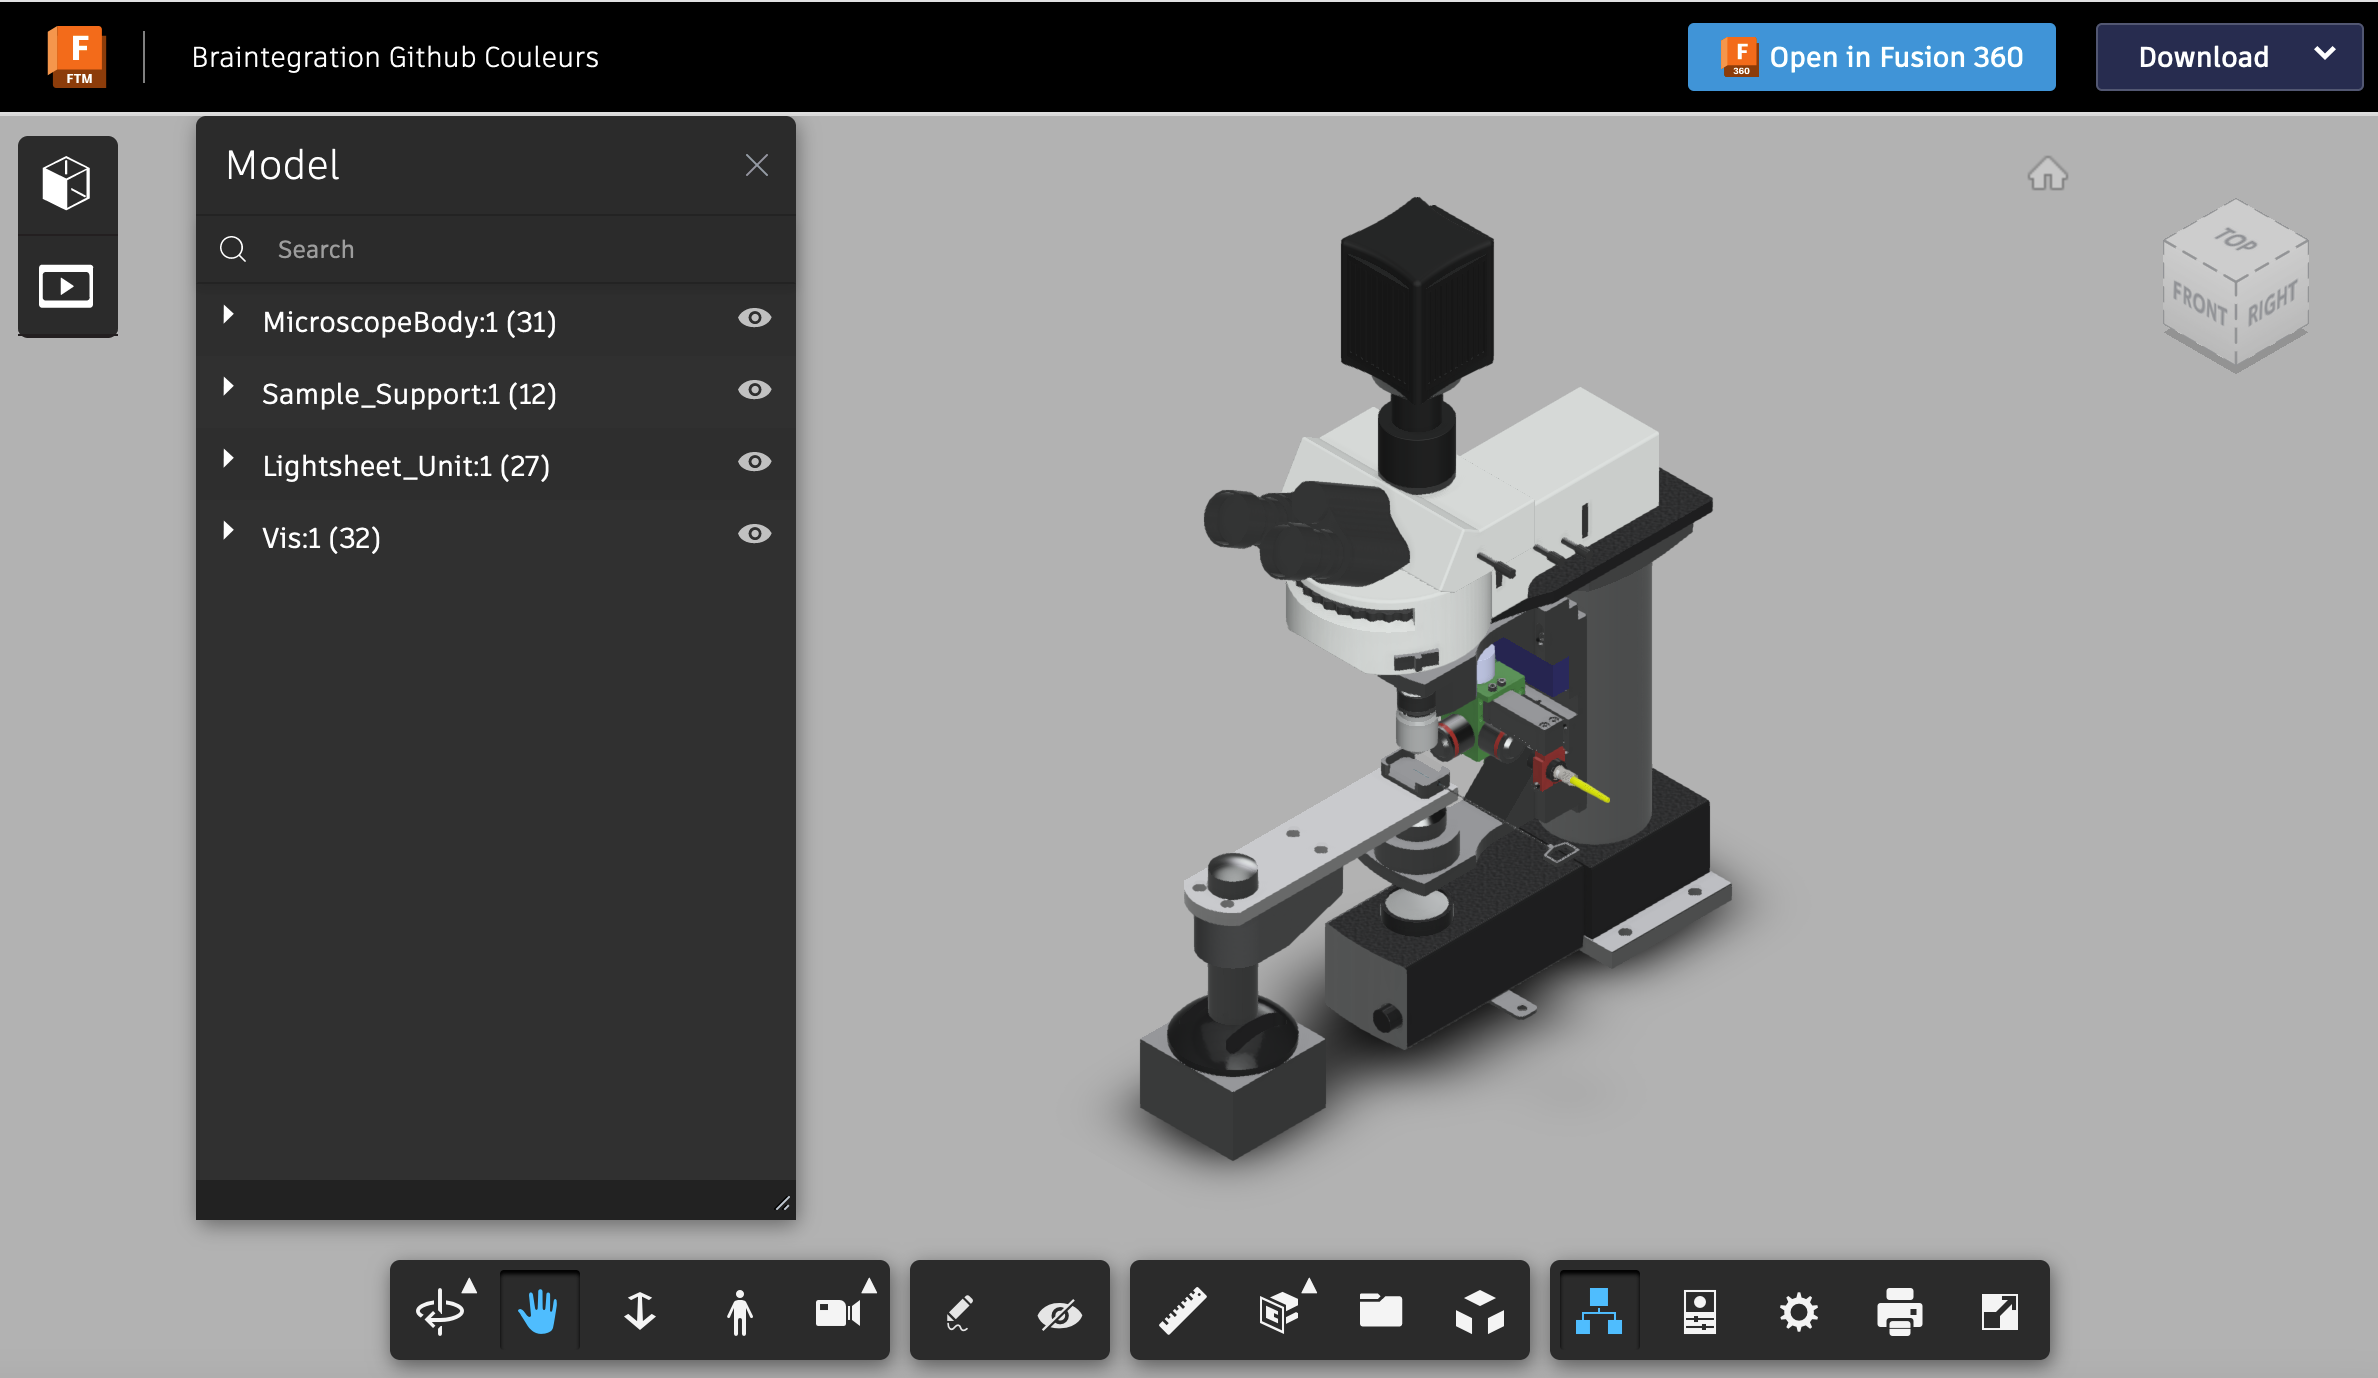 F
FTM
Braintegration Github Couleurs
F
360
Open in Fusion 360
Download
Model
Search
MicroscopeBody:1 (31)
Sample_Support:1 (12)
Lightsheet_Unit:1 (27)
Vis:1 (32)
TOP
FRONT
RIGHT